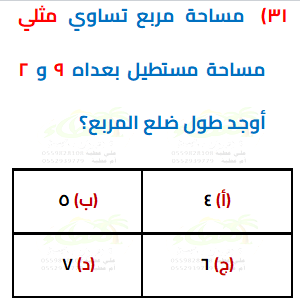 ٣١) مساحة مربع تساوي مثلي
مساحة مستطيل بعداه ٩ و ٢
أوجد طول ضلع المربع؟
(أ) ٤
(ب) ٥
(ج) ٦
(د) ٧